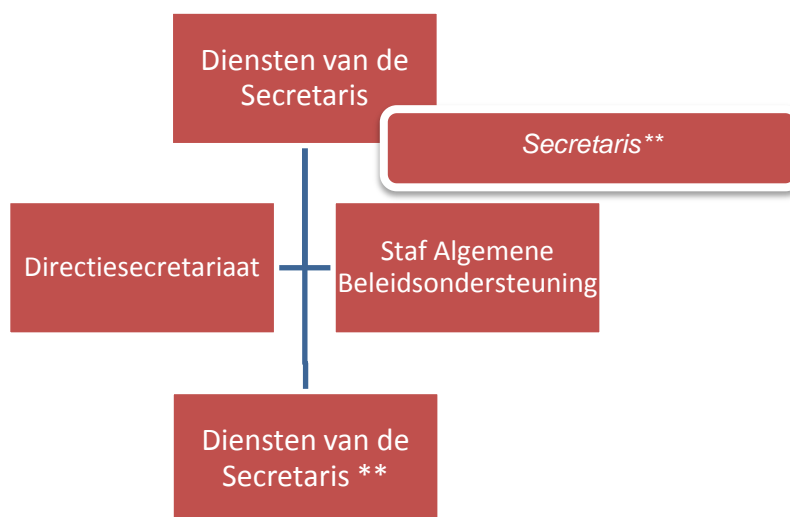 Diensten van de
Secretaris
Secretaris**
Directiesecretariaat
Staf Algemene
Beleidsondersteuning
Diensten van de
Secretaris **